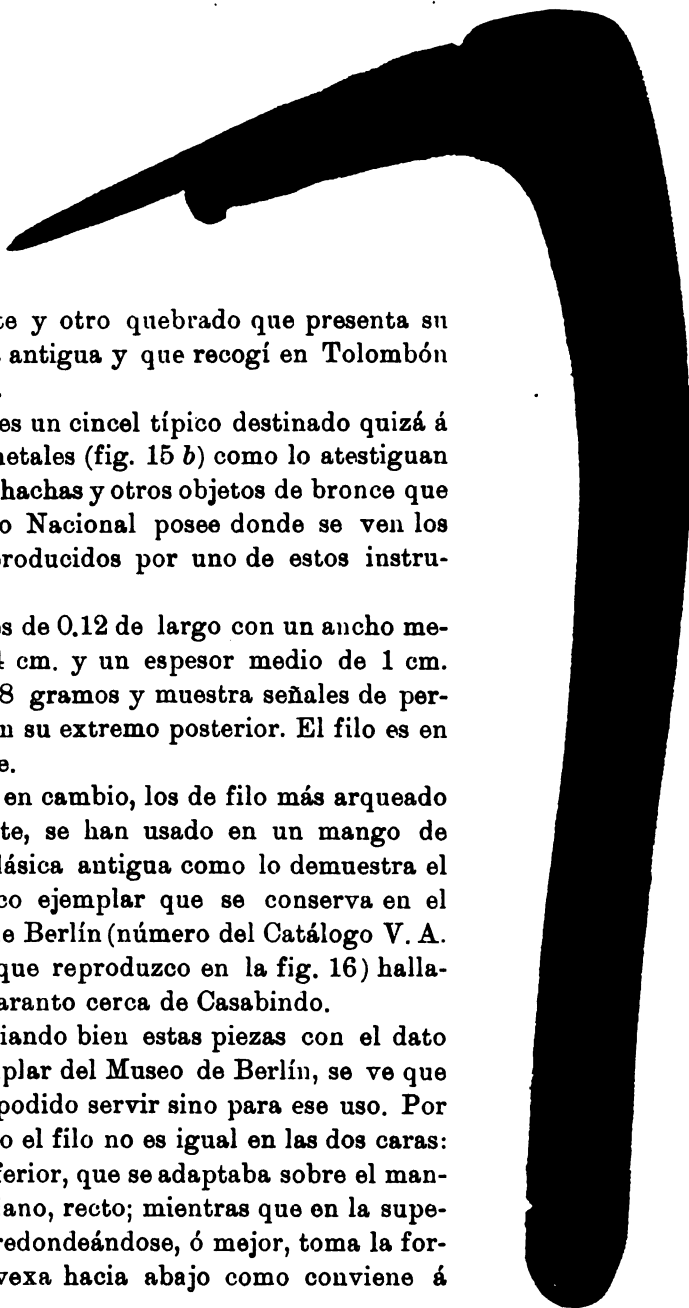 te y otro quebrado que presenta su
antigua y que recogí en Tolombón
es un cincel típico destinado quizá á
metales (fig. 15 b) como lo atestiguan
hachas y otros objetos de bronce que
o Nacional posee donde se ven los
producidos por uno de estos instru-
s de 0.12 de largo con un ancho me-
cm. y un espesor medio de 1 cm.
8 gramos y muestra señales de per-
n su extremo posterior. El filo es en
e.
en cambio, los de filo más arqueado
te, se han usado en un mango de
lásica antigua como lo demuestra el
co ejemplar que se conserva en el
e Berlín (número del Catálogo V. A.
que reproduzco en la fig. 16) halla-
aranto cerca de Casabindo.
iando bien estas piezas con el dato
plar del Museo de Berlín, se ve que
podido servir sino para ese uso. Por
o el filo no es igual en las dos caras:
ferior, que se adaptaba sobre el man-
ano, recto; mientras que en la supe-
redondeándose, ó mejor, toma la for-
vexa hacia abajo como conviene á